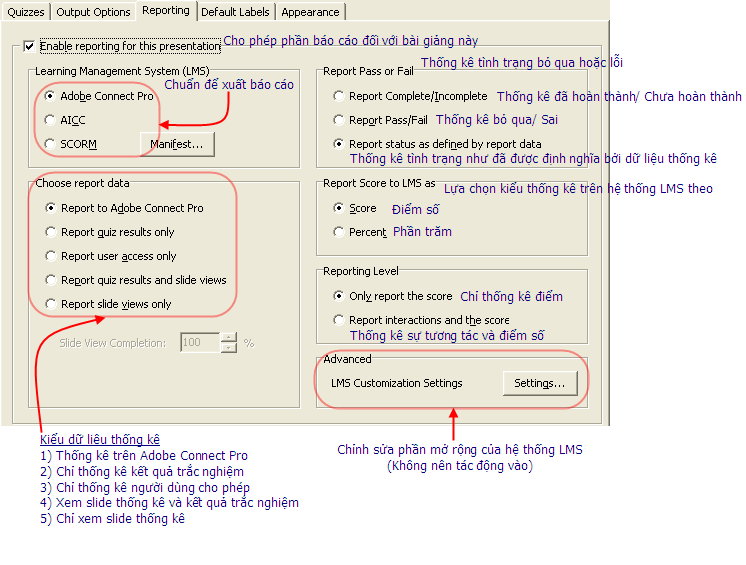 Quizzes Output Options Reporting Default Labels Appearance
Enable reporting for this presentation Cho phép phần báo cáo đối với bài giảng này
Learning Management System (LMS)
Chuẩn để xuất báo cáo
Adobe Connect Pro
AICC
SCORM Manifest...
Report Pass or Fail Thống kê tình trạng bỏ qua hoặc lỗi
Report Complete/Incomplete Thống kê đã hoàn thành/ Chưa hoàn thành
Report Pass/Fail Thống kê bỏ qua/ Sai
Report status as defined by report data
Thống kê tình trạng như đã được định nghĩa bởi dữ liệu thống kê
Choose report data
Report to Adobe Connect Pro
Report quiz results only
Report user access only
Report quiz results and slide views
Report slide views only
Slide View Completion: 100 %
Report Score to LMS as Lựa chọn kiểu thống kê trên hệ thống LMS theo
Score Điểm số
Percent Phần trăm
Reporting Level
Only report the score Chỉ thống kê điểm
Report interactions and the score
Thống kê sự tương tác và điểm số
Advanced
LMS Customization Settings Settings...
Kiểu dữ liêu thống kê
1) Thống kê trên Adobe Connect Pro
2) Chỉ thống kê kết quả trắc nghiệm
3) Chỉ thống kê người dùng cho phép
4) Xem slide thống kê và kết quả trắc nghiệm
5) Chỉ xem slide thống kê
Chỉnh sửa phần mở rộng của hệ thống LMS
(Không nên tác động vào)